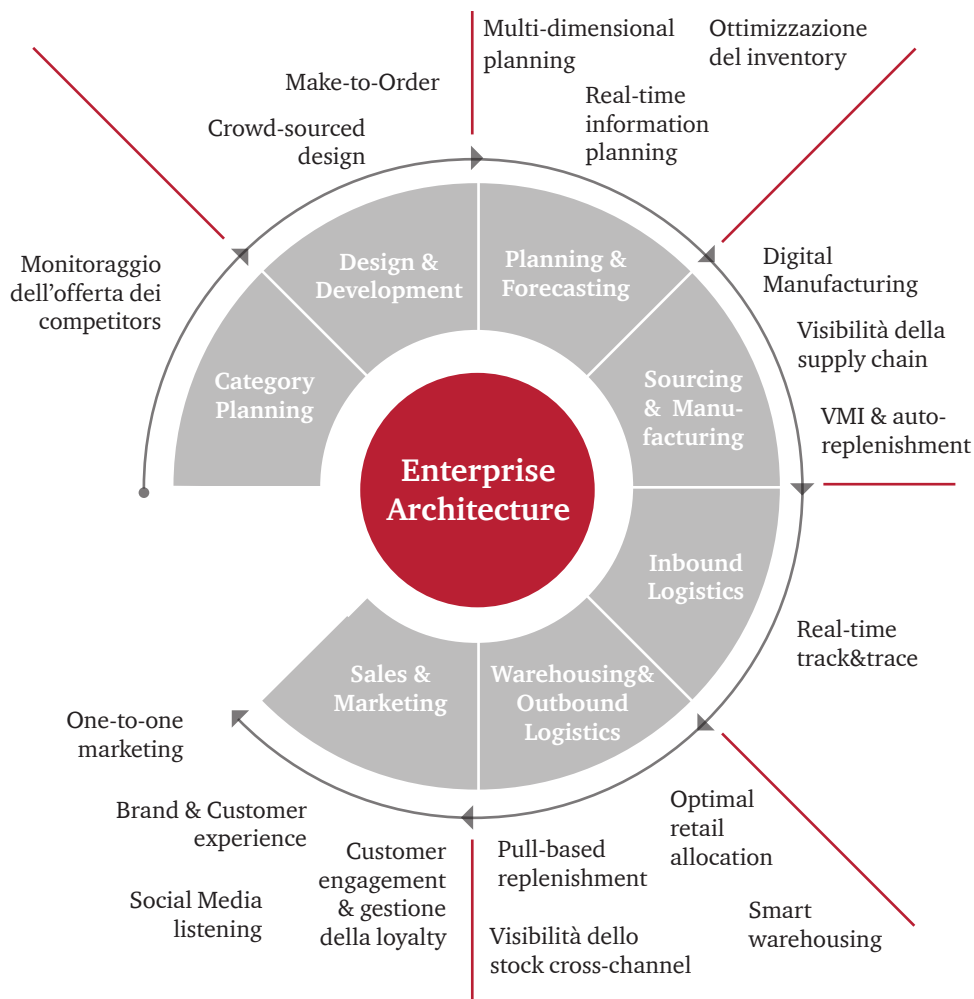 Multi-dimensional
planning
Ottimizzazione
del inventory
Make-to-Order
Real-time
information
planning
Crowd-sourced
design
Monitoraggio
dell’offerta dei
competitors
Design &
Development
Planning &
Forecasting
Digital
Manufacturing
Visibilità della
supply chain
Category
Planning
Sourcing
& Manu-
facturing
VMI & auto-
replenishment
Enterprise
Architecture
Inbound
Logistics
Real-time
track&trace
Sales &
Marketing
Warehousing&
Outbound
Logistics
One-to-one
marketing
Brand & Customer
experience
Optimal
retail
allocation
Customer
engagement
& gestione
della loyalty
Pull-based
replenishment
Social Media
listening
Smart
warehousing
Visibilità dello
stock cross-channel